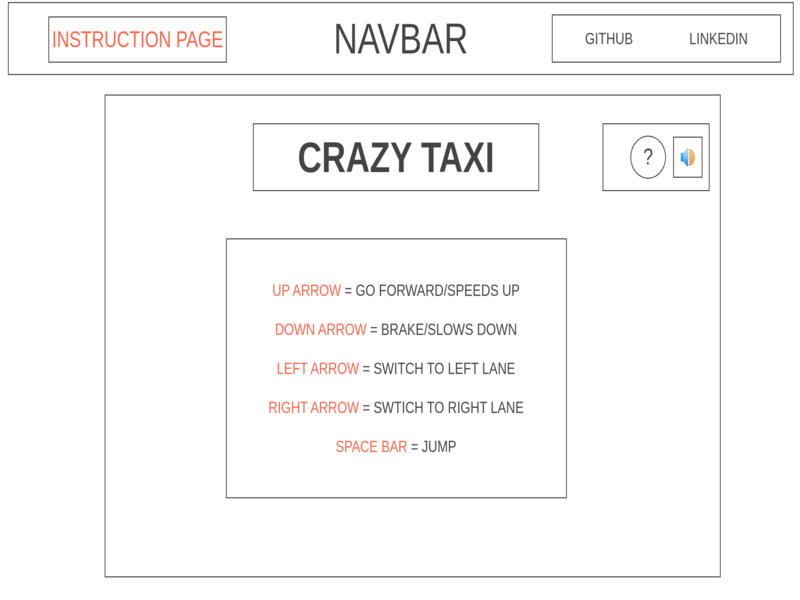 INSTRUCTION PAGE
NAVBAR
GITHUB
LINKEDIN
CRAZY TAXI
?
UP ARROW = GO FORWARD/SPEEDS UP
DOWN ARROW = BRAKE/SLOWS DOWN
LEFT ARROW = SWITCH TO LEFT LANE
RIGHT ARROW = SWTICH TO RIGHT LANE
SPACE BAR = JUMP